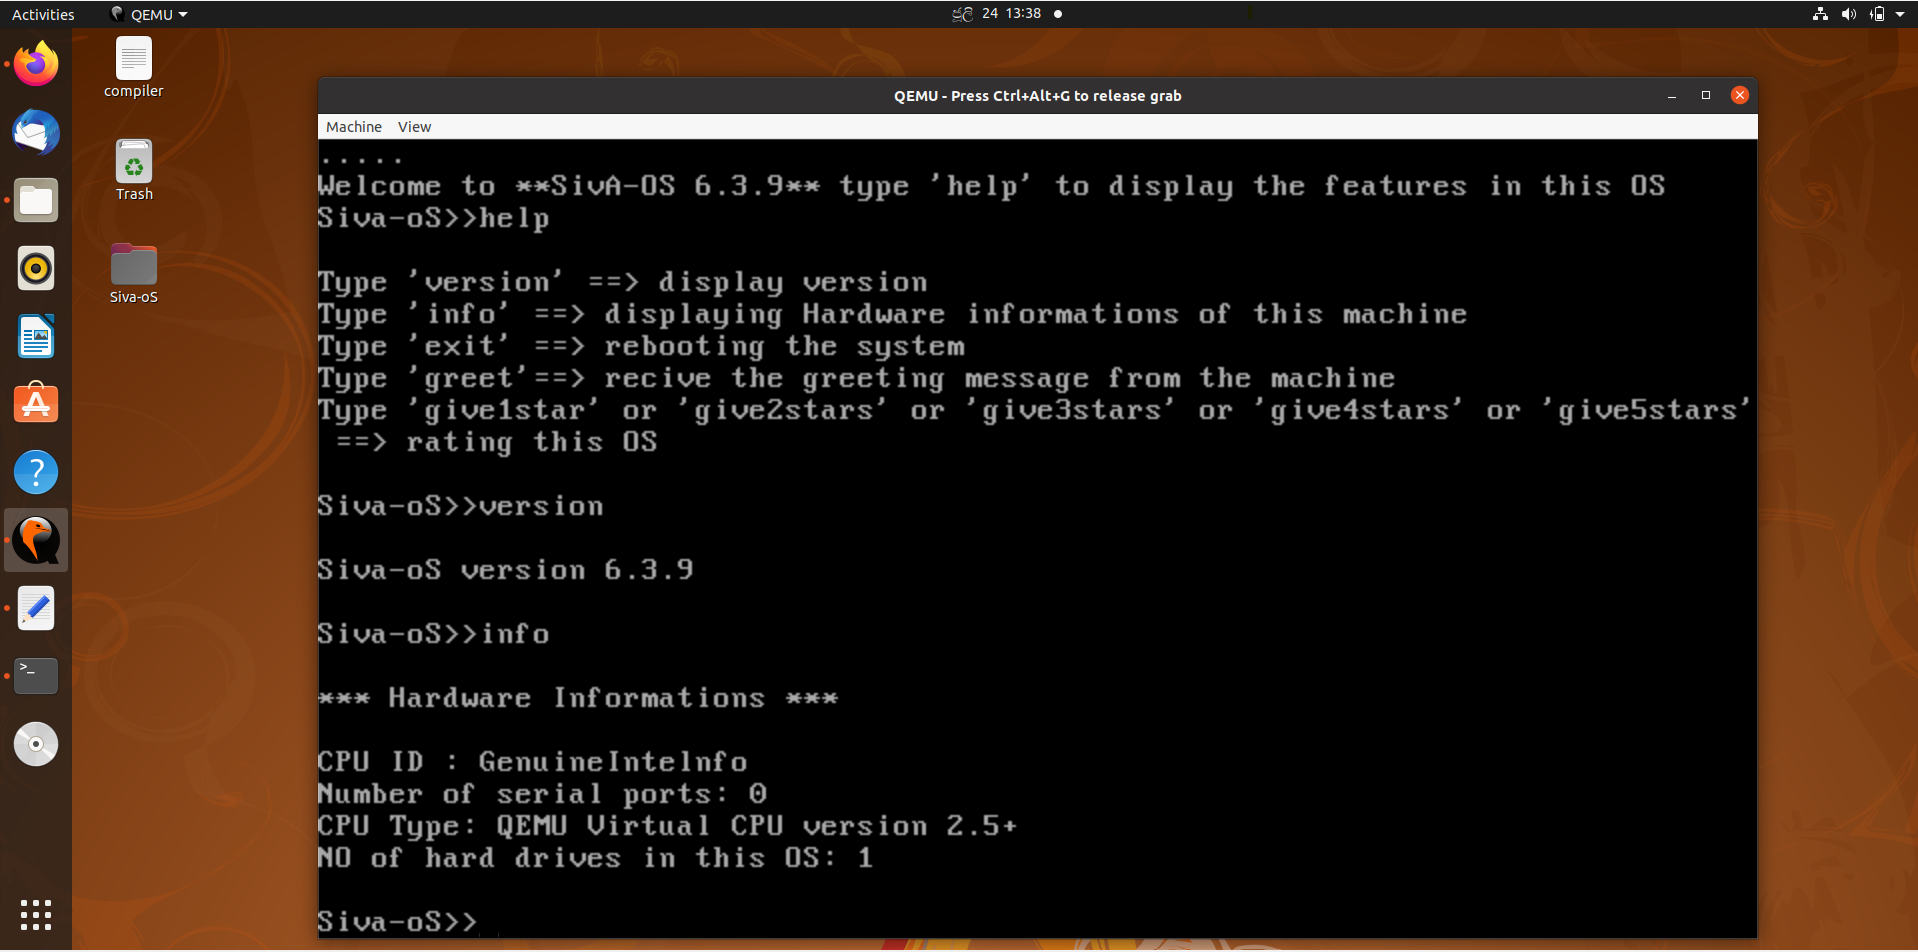 Activities
QEMU
ජූලි 24 13:38
compiler
Trash
Siva-oS
QEMU - Press Ctrl+Alt+G to release grab
Machine View
.....
Welcome to **SivA-OS 6.3.9** type 'help' to display the features in this OS
Siva-oS>>help
Type 'version' ==> display version
Type 'info' ==> displaying Hardware informations of this machine
Type 'exit' ==> rebooting the system
Type 'greet'==> recive the greeting message from the machine
Type 'give1star' or 'give2stars' or 'give3stars' or 'give4stars' or 'give5stars'
==> rating this OS
Siva-oS>>version
Siva-oS version 6.3.9
Siva-oS>>info
*** Hardware Informations ***
CPU ID : GenuineIntelnfo
Number of serial ports: 0
CPU Type: QEMU Virtual CPU version 2.5+
NO of hard drives in this OS: 1
Siva-oS>>